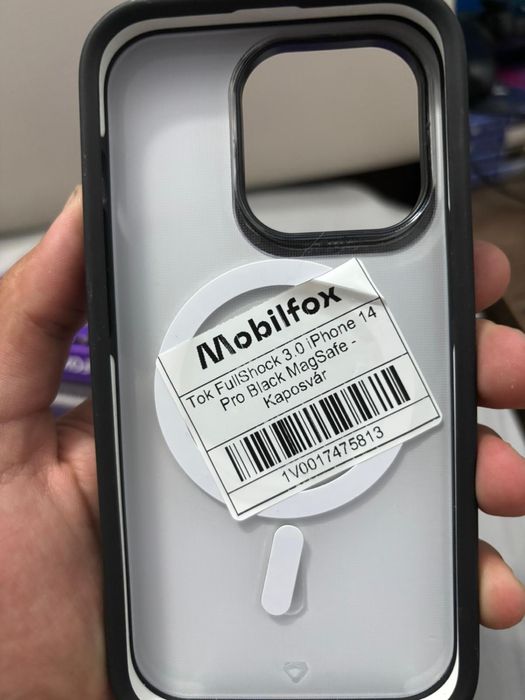 Mobilfox
Tok FullShock 3.0 iPhone 14
Pro Black MagSafe -
Kaposvár
1V0017475813